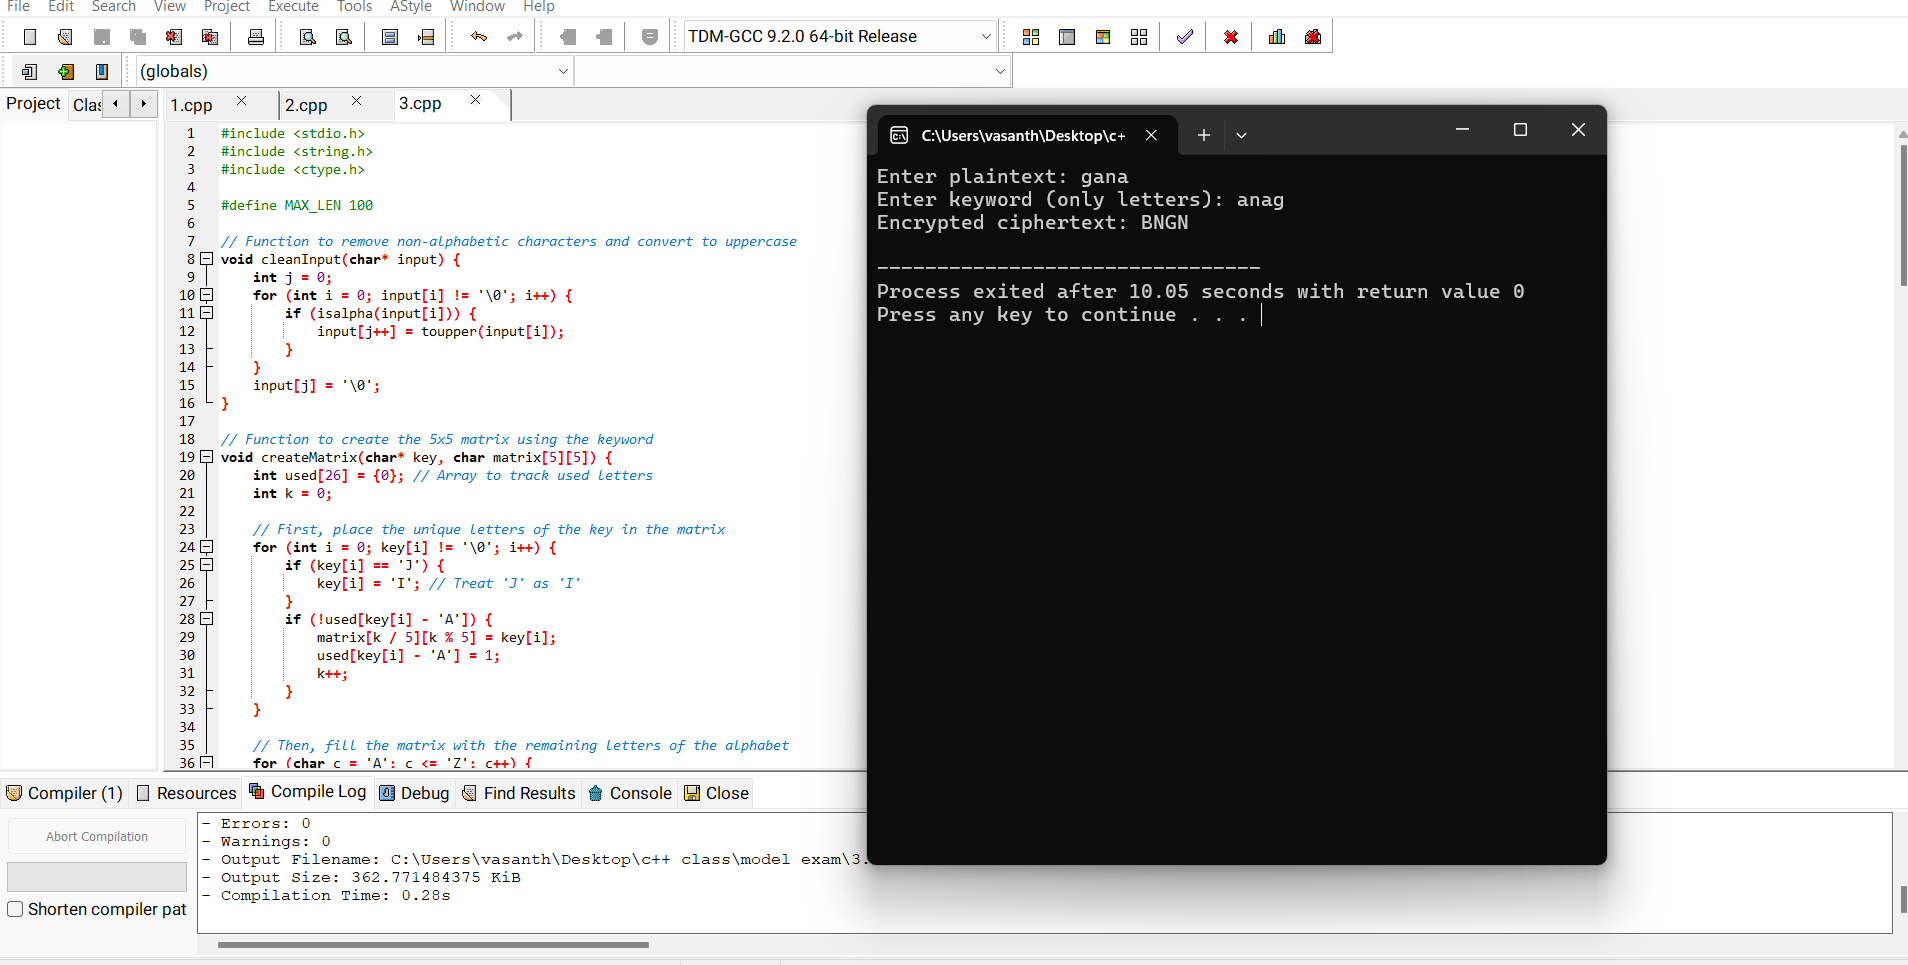 File Edit Search View Project Execute Tools AStyle Window Help
TDM-GCC 9.2.0 64-bit Release
(globals)
Project Clas 1.cpp 2.cpp 3.cpp
1 #include <stdio.h>
2 #include <string.h>
3 #include <ctype.h>
4
5 #define MAX_LEN 100
6
7 // Function to remove non-alphabetic characters and convert to uppercase
8 void cleanInput(char* input) {
9 int j = 0;
10 for (int i = 0; input[i] != '\0'; i++) {
11 if (isalpha(input[i])) {
12 input[j++] = toupper(input[i]);
13 }
14 }
15 input[j] = '\0';
16 }
17
18 // Function to create the 5x5 matrix using the keyword
19 void createMatrix(char* key, char matrix[5][5]) {
20 int used[26] = {0}; // Array to track used letters
21 int k = 0;
22
23 // First, place the unique letters of the key in the matrix
24 for (int i = 0; key[i] != '\0'; i++) {
25 if (key[i] == 'J') {
26 key[i] = 'I'; // Treat 'J' as 'I'
27 }
28 if (!used[key[i] - 'A']) {
29 matrix[k / 5][k % 5] = key[i];
30 used[key[i] - 'A'] = 1;
31 k++;
32 }
33 }
34
35 // Then, fill the matrix with the remaining letters of the alphabet
36 for (char c = 'A'; c <= 'Z'; c++) {
C:\Users\vasanth\Desktop\c+
Enter plaintext: gana
Enter keyword (only letters): anag
Encrypted ciphertext: BNGN
--------------------------------
Process exited after 10.05 seconds with return value 0
Press any key to continue . . .
Compiler (1) Resources Compile Log Debug Find Results Console Close
Abort Compilation
Shorten compiler pat
- Errors: 0
- Warnings: 0
- Output Filename: C:\Users\vasanth\Desktop\c++ class\model exam\3.
- Output Size: 362.771484375 KiB
- Compilation Time: 0.28s